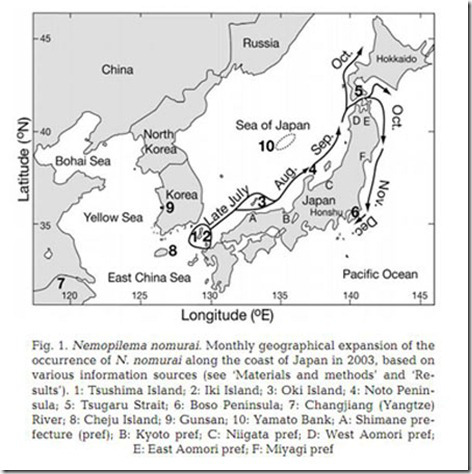 45
Russia
China
Oct.
Hokkaido
5
D E
Oct.
40
North
Korea
Sea of Japan
10
Bohai Sea
Sep.
F
Latitude (°N)
4
Aug.
Korea
9
Late July
3
C
Japan
Honshu
Nov.
35
Yellow Sea
A
B
6
Dec.
1 2
8
East China Sea
Pacific Ocean
7
120
125
130
135
140
145
Longitude (°E)
Fig. 1. Nemopilema nomurai. Monthly geographical expansion of the
occurrence of N. nomurai along the coast of Japan in 2003, based on
various information sources (see 'Materials and methods' and 'Re-
sults'). 1: Tsushima Island; 2: Iki Island; 3: Oki Island; 4: Noto Penin-
sula; 5: Tsugaru Strait; 6: Boso Peninsula; 7: Changjiang (Yangtze)
River; 8: Cheju Island; 9: Gunsan; 10: Yamato Bank; A: Shimane pre-
fecture (pref); B: Kyoto pref; C: Niigata pref; D: West Aomori pref;
E: East Aomori pref; F: Miyagi pref